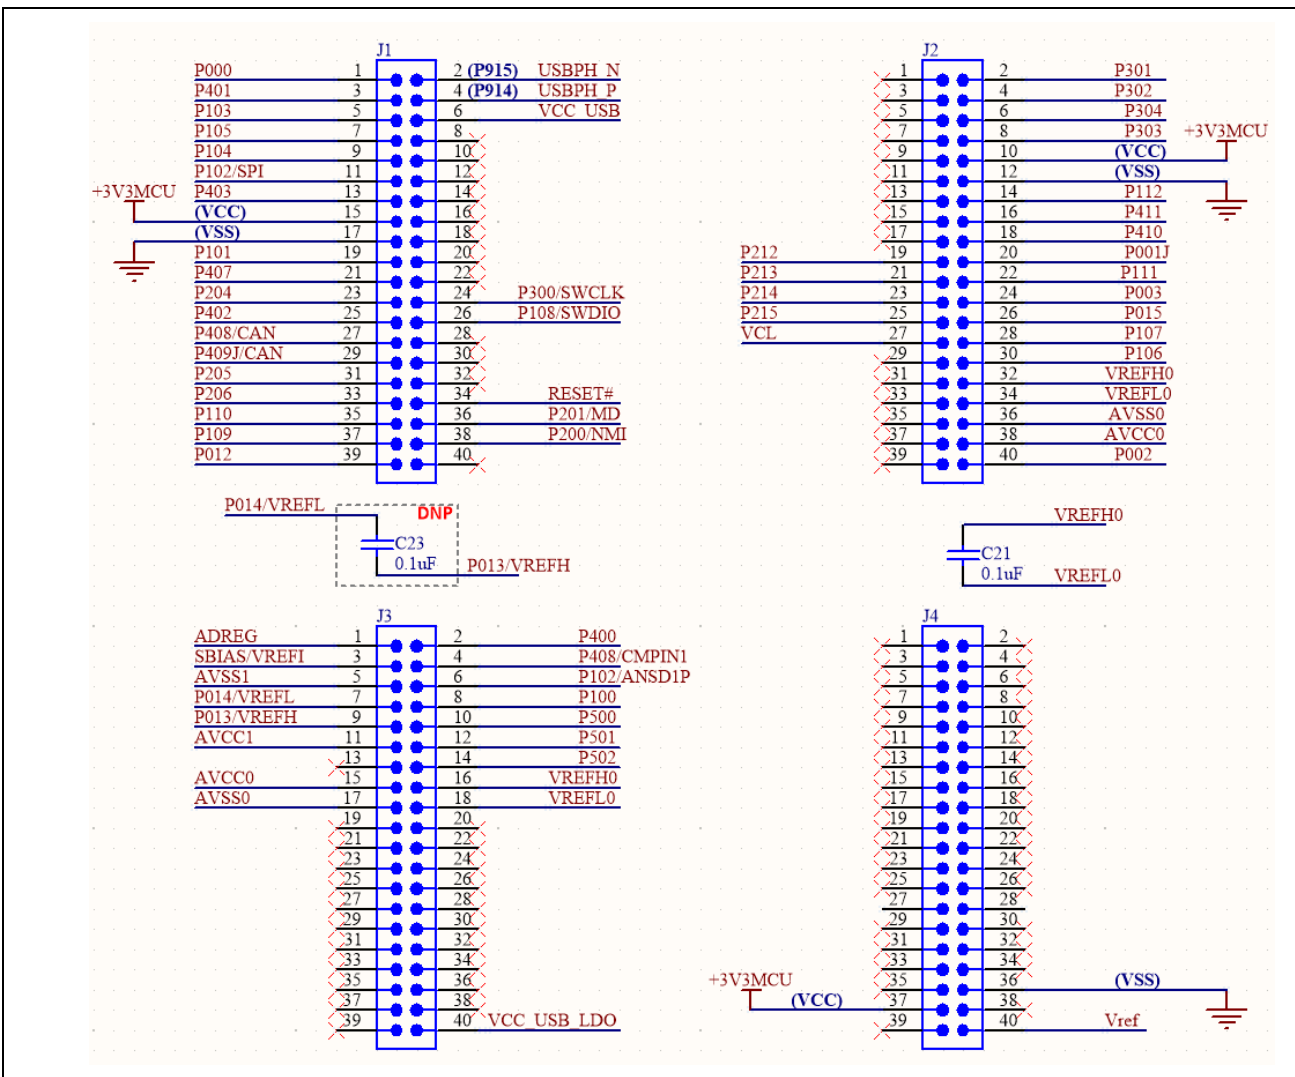 J1
P000 1 2 (P915) USBPH_N
P401 3 4 (P914) USBPH_P
P103 5 6 VCC_USB
P105 7 8
P104 9 10
P102/SPI 11 12
+3V3MCU P403 13 14
(VCC) 15 16
(VSS) 17 18
P101 19 20
P407 21 22
P204 23 24 P300/SWCLK
P402 25 26 P108/SWDIO
P408/CAN 27 28
P409J/CAN 29 30
P205 31 32
P206 33 34 RESET#
P110 35 36 P201/MD
P109 37 38 P200/NMI
P012 39 40
J2
1 2 P301
3 4 P302
5 6 P304
7 8 P303 +3V3MCU
9 10 (VCC)
11 12 (VSS)
13 14 P112
15 16 P411
17 18 P410
P212 19 20 P001J
P213 21 22 P111
P214 23 24 P003
P215 25 26 P015
VCL 27 28 P107
29 30 P106
31 32 VREFH0
33 34 VREFL0
35 36 AVSS0
37 38 AVCC0
39 40 P002
P014/VREFL DNP
C23
0.1uF P013/VREFH
VREFH0
C21
0.1uF VREFL0
J3
ADREG 1 2 P400
SBIAS/VREFI 3 4 P408/CMPIN1
AVSS1 5 6 P102/ANSD1P
P014/VREFL 7 8 P100
P013/VREFH 9 10 P500
AVCC1 11 12 P501
13 14 P502
AVCC0 15 16 VREFH0
AVSS0 17 18 VREFL0
19 20
21 22
23 24
25 26
27 28
29 30
31 32
33 34
35 36
37 38
39 40 VCC_USB_LDO
J4
1 2
3 4
5 6
7 8
9 10
11 12
13 14
15 16
17 18
19 20
21 22
23 24
25 26
27 28
29 30
31 32
33 34
+3V3MCU 35 36 (VSS)
(VCC) 37 38
39 40 Vref